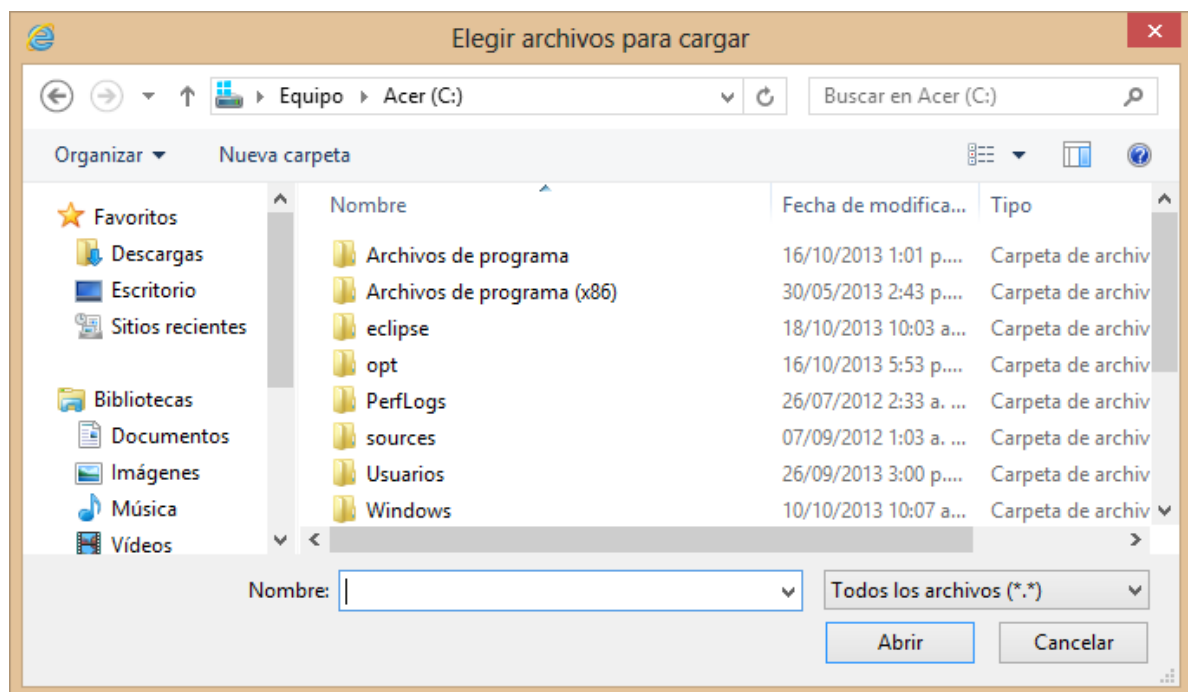 Elegir archivos para cargar
Equipo Acer (C:) Buscar en Acer (C:)
Organizar Nueva carpeta
Favoritos
Descargas
Escritorio
Sitios recientes
Bibliotecas
Documentos
Imágenes
Música
Vídeos
Nombre Fecha de modifica... Tipo
Archivos de programa 16/10/2013 1:01 p.... Carpeta de archiv
Archivos de programa (x86) 30/05/2013 2:43 p.... Carpeta de archiv
eclipse 18/10/2013 10:03 a... Carpeta de archiv
opt 16/10/2013 5:53 p.... Carpeta de archiv
PerfLogs 26/07/2012 2:33 a. ... Carpeta de archiv
sources 07/09/2012 1:03 a. ... Carpeta de archiv
Usuarios 26/09/2013 3:00 p.... Carpeta de archiv
Windows 10/10/2013 10:07 a... Carpeta de archiv
Nombre: Todos los archivos (*.*)
Abrir Cancelar